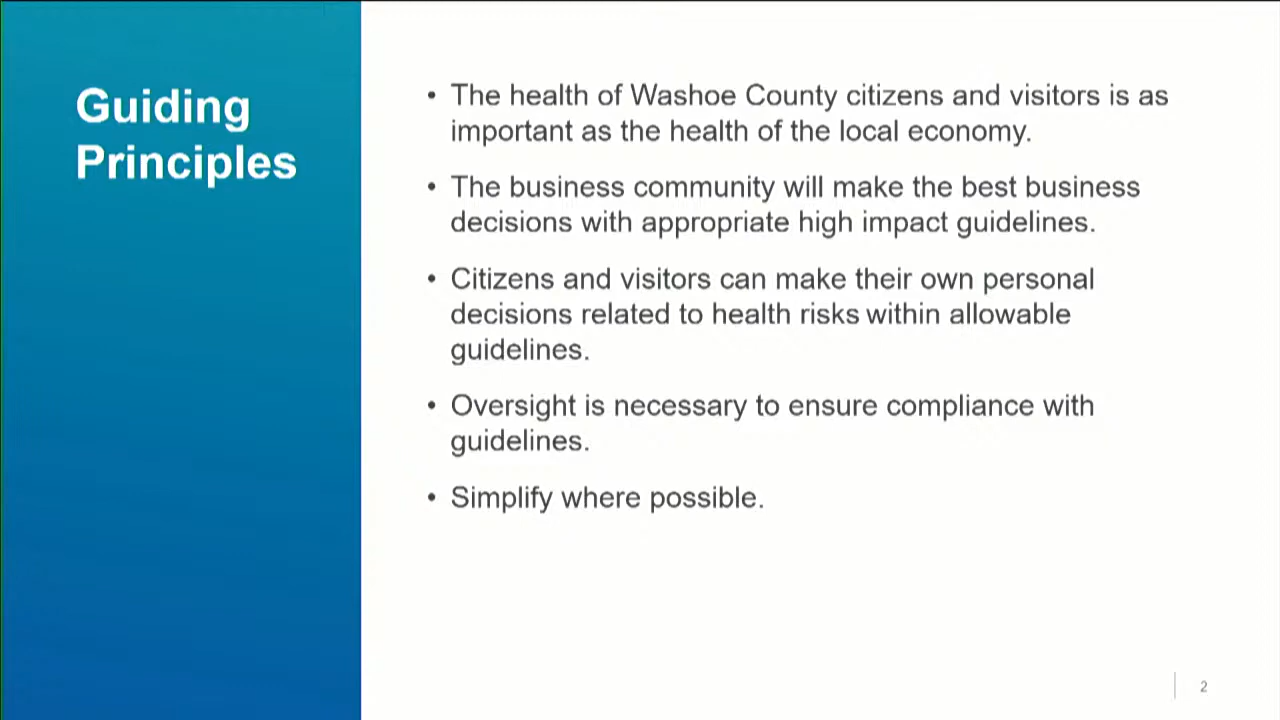 Guiding
Principles
• The health of Washoe County citizens and visitors is as
important as the health of the local economy.
• The business community will make the best business
decisions with appropriate high impact guidelines.
• Citizens and visitors can make their own personal
decisions related to health risks within allowable
guidelines.
• Oversight is necessary to ensure compliance with
guidelines.
• Simplify where possible.
2